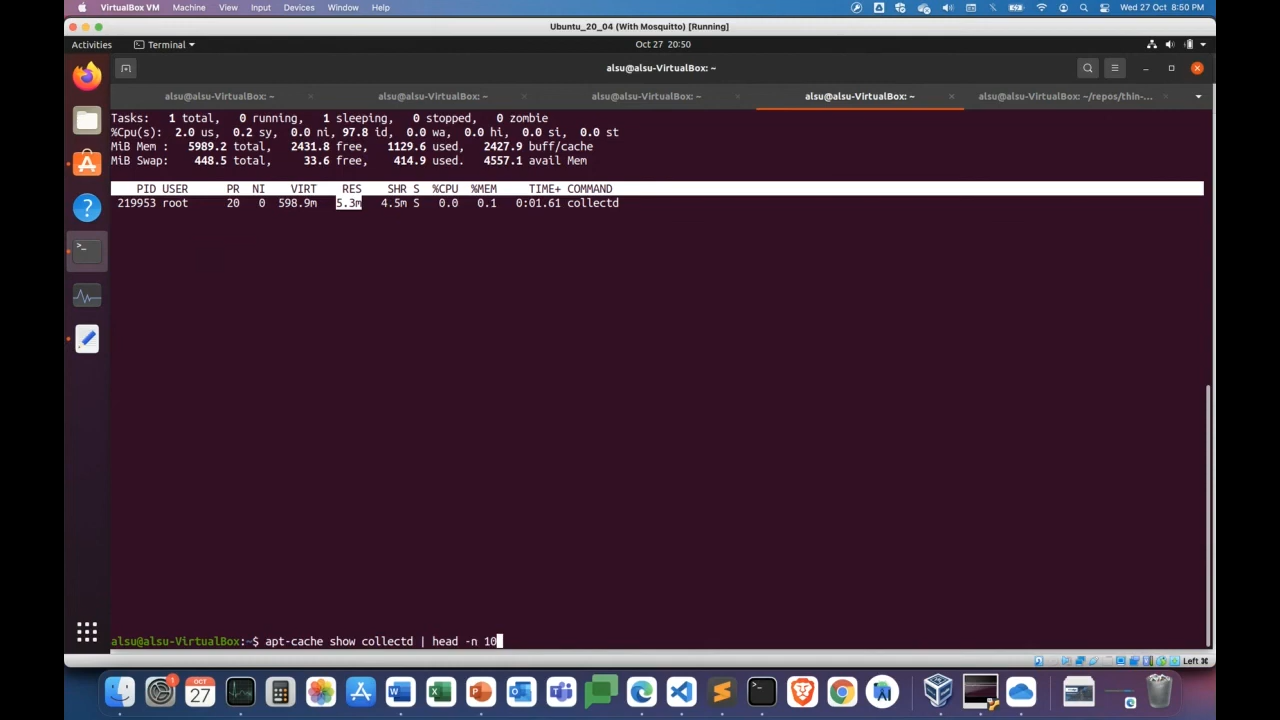 VirtualBox VM Machine View Input Devices Window Help Wed 27 Oct 8:50 PM
Ubuntu_20_04 (With Mosquitto) [Running]
Activities Terminal Oct 27 20:50
alsu@alsu-VirtualBox: ~
alsu@alsu-VirtualBox: ~ alsu@alsu-VirtualBox: ~ alsu@alsu-VirtualBox: ~ alsu@alsu-VirtualBox: ~ alsu@alsu-VirtualBox: ~/repos/thin-...
Tasks: 1 total, 0 running, 1 sleeping, 0 stopped, 0 zombie
%Cpu(s): 2.0 us, 0.2 sy, 0.0 ni, 97.8 id, 0.0 wa, 0.0 hi, 0.0 si, 0.0 st
MiB Mem : 5989.2 total, 2431.8 free, 1129.6 used, 2427.9 buff/cache
MiB Swap: 448.5 total, 33.6 free, 414.9 used. 4557.1 avail Mem
PID USER PR NI VIRT RES SHR S %CPU %MEM TIME+ COMMAND
219953 root 20 0 598.9m 5.3m 4.5m S 0.0 0.1 0:01.61 collectd
alsu@alsu-VirtualBox:~$ apt-cache show collectd | head -n 10
Left ⌘
1
OCT
27